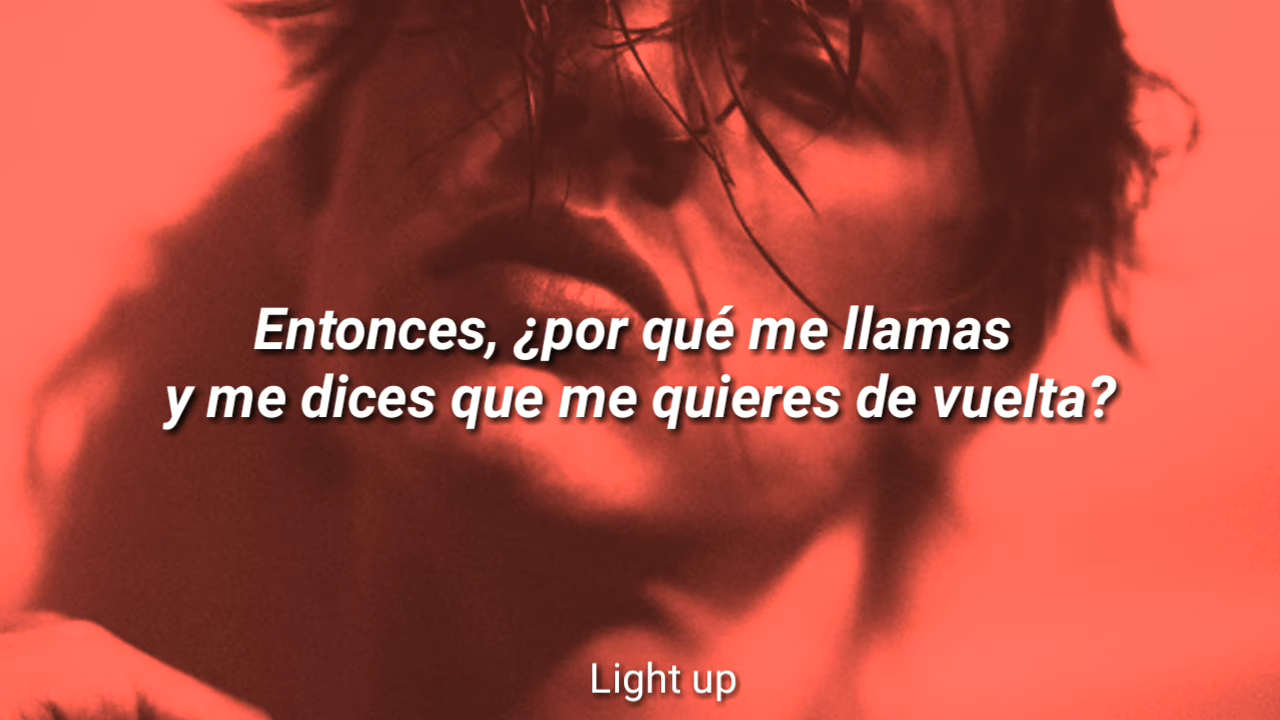 Entonces, ¿por qué me llamas
y me dices que me quieres de vuelta?
Light up